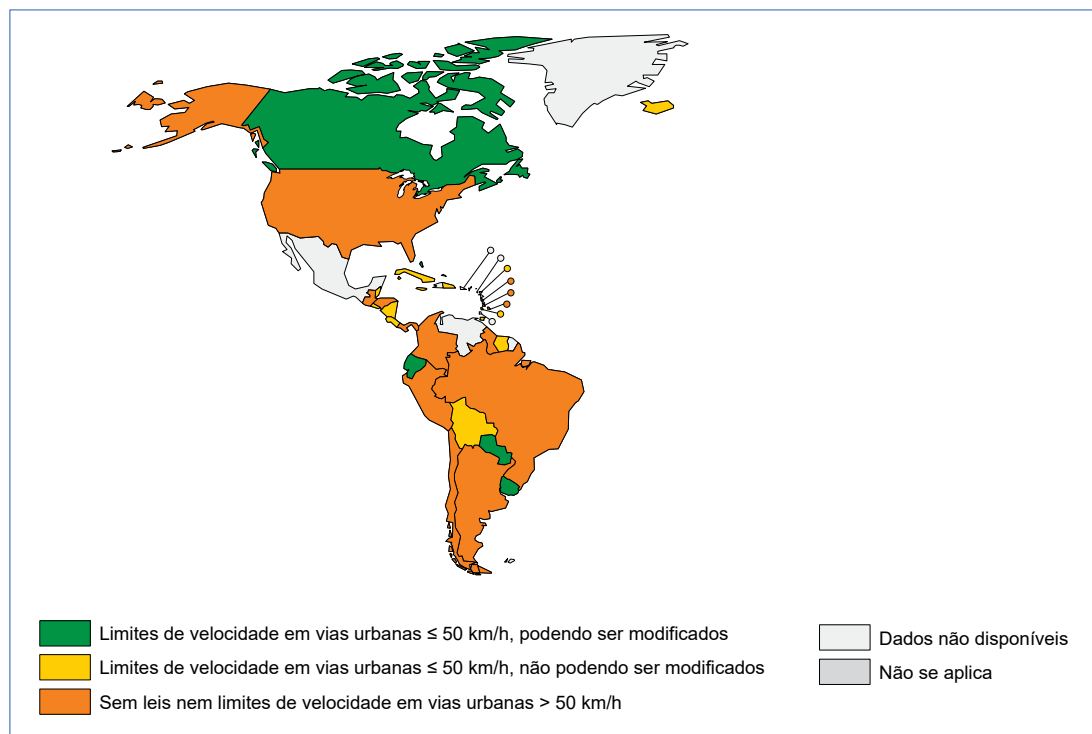 Limites de velocidade em vias urbanas ≤ 50 km/h, podendo ser modificados
Limites de velocidade em vias urbanas ≤ 50 km/h, não podendo ser modificados
Sem leis nem limites de velocidade em vias urbanas > 50 km/h
Dados não disponíveis
Não se aplica